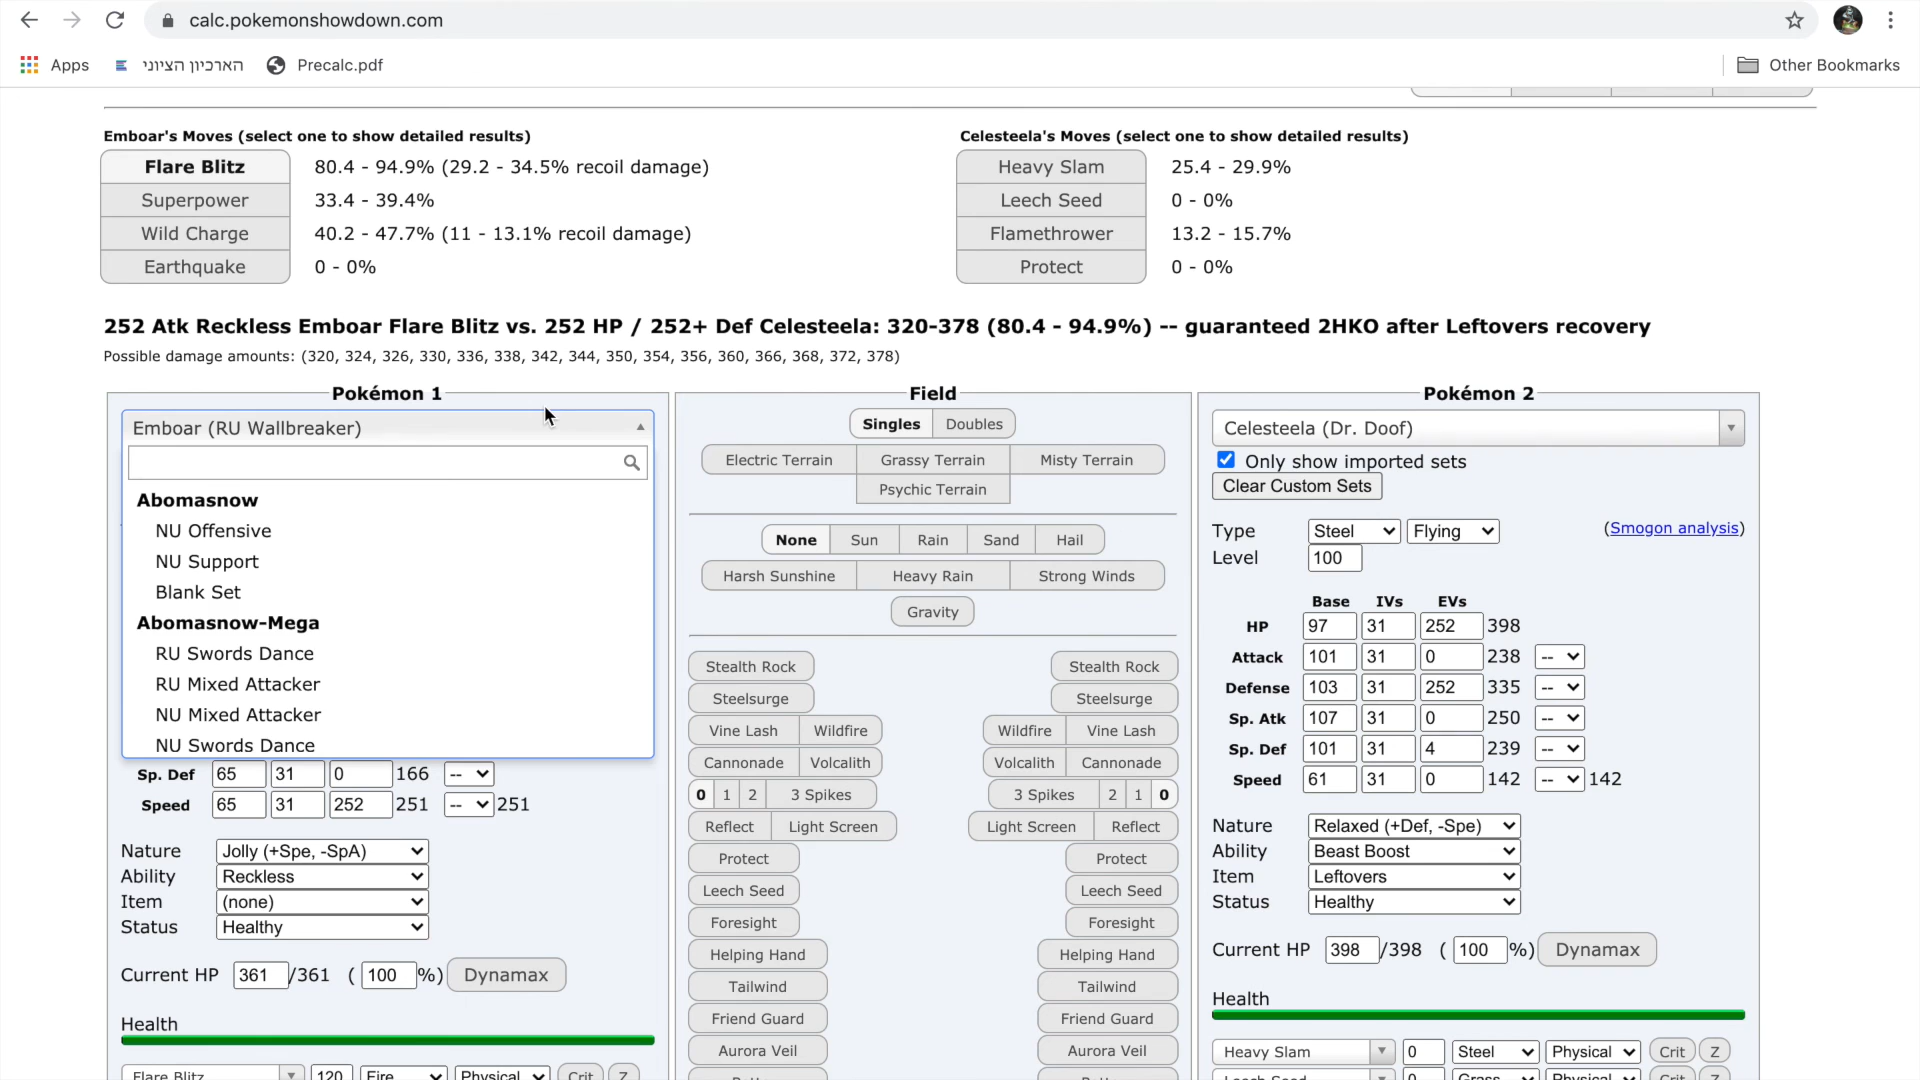 calc.pokemonshowdown.com
Apps
הארכיון הציוני
Precalc.pdf
Other Bookmarks
Emboar's Moves (select one to show detailed results)
Flare Blitz 80.4 - 94.9% (29.2 - 34.5% recoil damage)
Superpower 33.4 - 39.4%
Wild Charge 40.2 - 47.7% (11 - 13.1% recoil damage)
Earthquake 0 - 0%
Celesteela's Moves (select one to show detailed results)
Heavy Slam 25.4 - 29.9%
Leech Seed 0 - 0%
Flamethrower 13.2 - 15.7%
Protect 0 - 0%
252 Atk Reckless Emboar Flare Blitz vs. 252 HP / 252+ Def Celesteela: 320-378 (80.4 - 94.9%) -- guaranteed 2HKO after Leftovers recovery
Possible damage amounts: (320, 324, 326, 330, 336, 338, 342, 344, 350, 354, 356, 360, 366, 368, 372, 378)
Pokémon 1
Emboar (RU Wallbreaker)
Abomasnow
NU Offensive
NU Support
Blank Set
Abomasnow-Mega
RU Swords Dance
RU Mixed Attacker
NU Mixed Attacker
NU Swords Dance
Sp. Def 65 31 0 166 --
Speed 65 31 252 251 -- 251
Nature Jolly (+Spe, -SpA)
Ability Reckless
Item (none)
Status Healthy
Current HP 361 /361 ( 100 %) Dynamax
Health
Flare Blitz 120 Fire Physical Crit Z
Field
Singles Doubles
Electric Terrain Grassy Terrain Misty Terrain
Psychic Terrain
None Sun Rain Sand Hail
Harsh Sunshine Heavy Rain Strong Winds
Gravity
Stealth Rock Stealth Rock
Steelsurge Steelsurge
Vine Lash Wildfire Wildfire Vine Lash
Cannonade Volcalith Volcalith Cannonade
0 1 2 3 Spikes 3 Spikes 2 1 0
Reflect Light Screen Light Screen Reflect
Protect Protect
Leech Seed Leech Seed
Foresight Foresight
Helping Hand Helping Hand
Tailwind Tailwind
Friend Guard Friend Guard
Aurora Veil Aurora Veil
Pokémon 2
Celesteela (Dr. Doof)
Only show imported sets
Clear Custom Sets
Type Steel Flying (Smogon analysis)
Level 100
Base IVs EVs
HP 97 31 252 398
Attack 101 31 0 238 --
Defense 103 31 252 335 --
Sp. Atk 107 31 0 250 --
Sp. Def 101 31 4 239 --
Speed 61 31 0 142 -- 142
Nature Relaxed (+Def, -Spe)
Ability Beast Boost
Item Leftovers
Status Healthy
Current HP 398 /398 ( 100 %) Dynamax
Health
Heavy Slam 0 Steel Physical Crit Z
Leech Seed 0 Grass Physical Crit Z